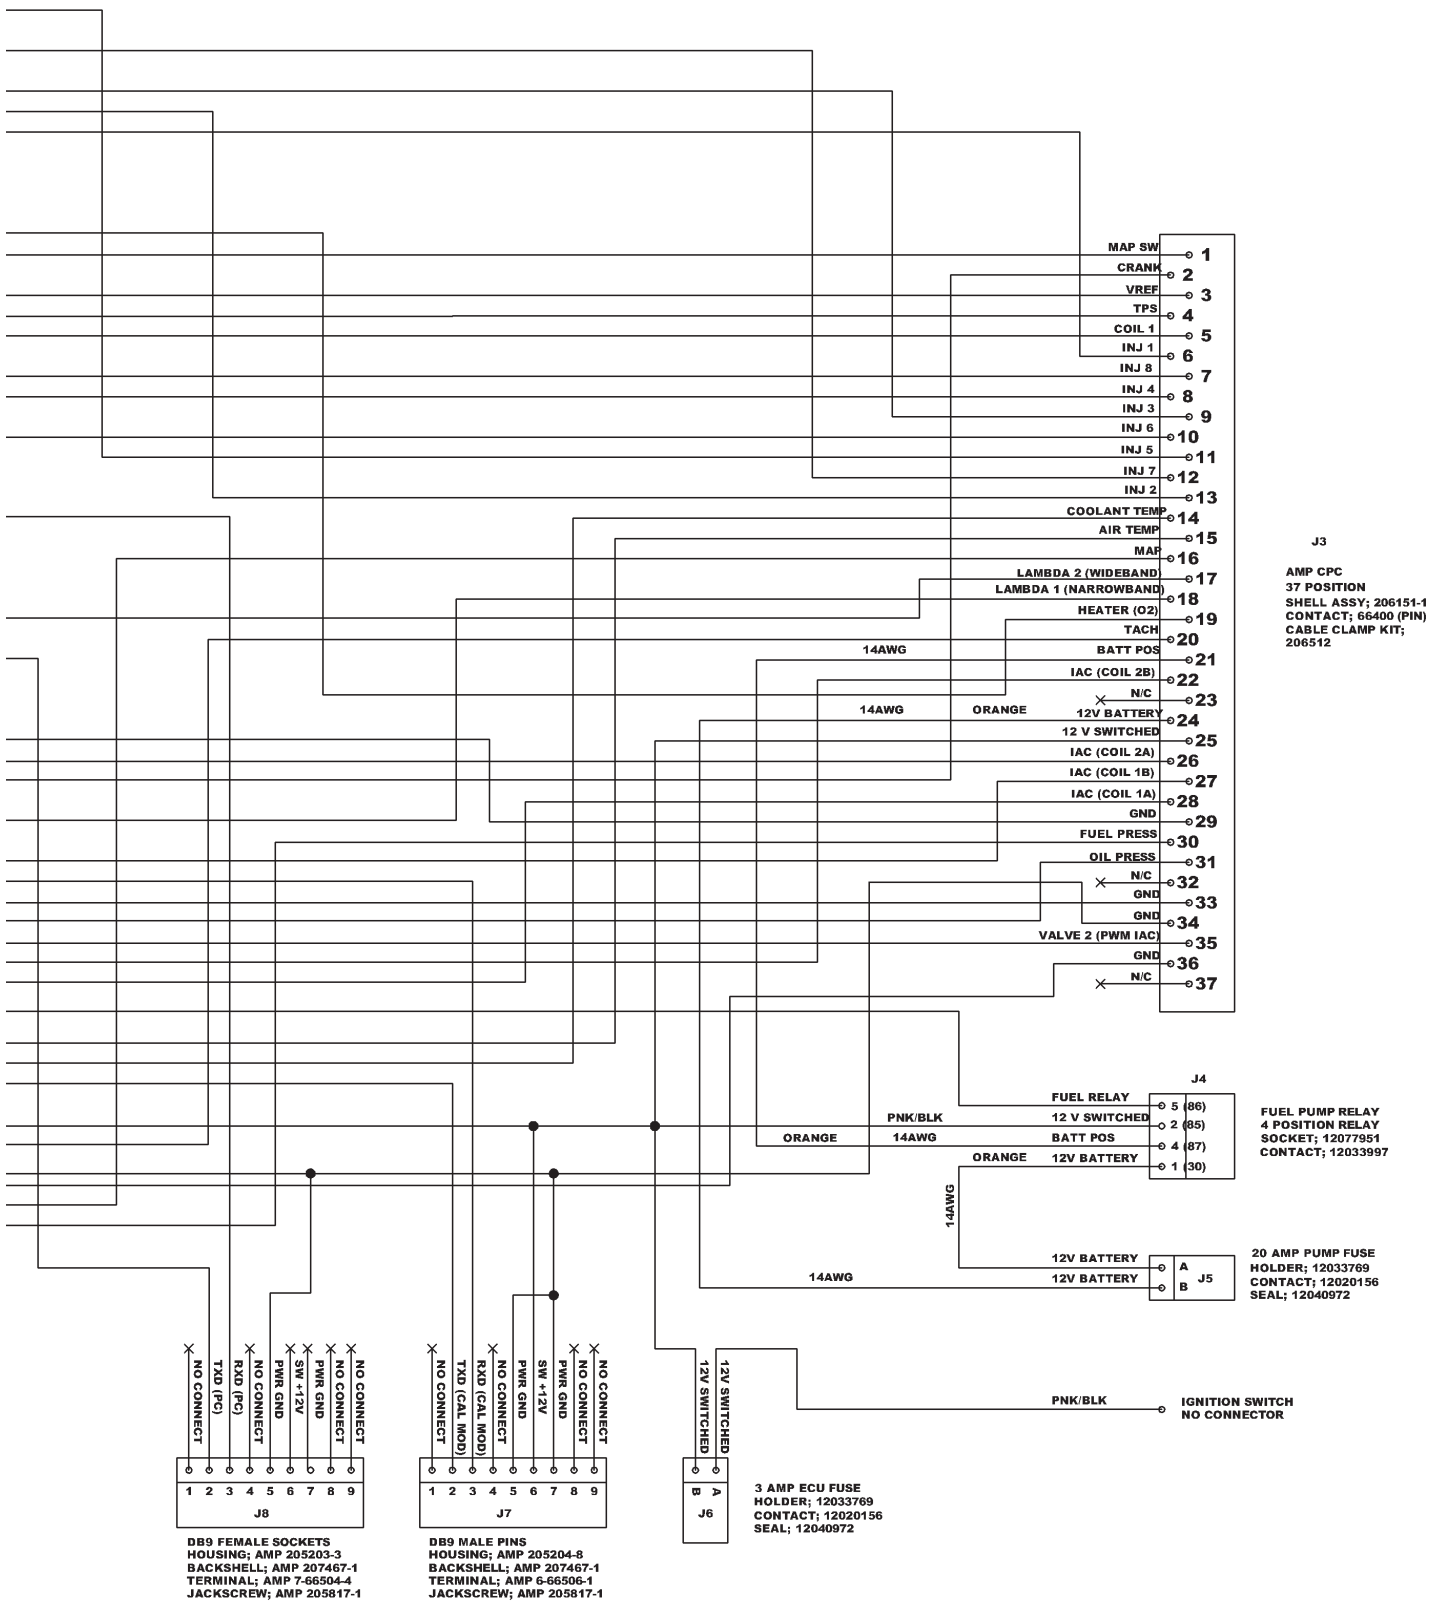 MAP SW 1
CRANK 2
VREF 3
TPS 4
COIL 1 5
INJ 1 6
INJ 8 7
INJ 4 8
INJ 3 9
INJ 6 10
INJ 5 11
INJ 7 12
INJ 2 13
COOLANT TEMP 14
AIR TEMP 15
MAP 16
LAMBDA 2 (WIDEBAND) 17
LAMBDA 1 (NARROWBAND) 18
HEATER (O2) 19
TACH 20
14AWG BATT POS 21
IAC (COIL 2B) 22
N/C 23
14AWG ORANGE 12V BATTERY 24
12 V SWITCHED 25
IAC (COIL 2A) 26
IAC (COIL 1B) 27
IAC (COIL 1A) 28
GND 29
FUEL PRESS 30
OIL PRESS 31
N/C 32
GND 33
GND 34
VALVE 2 (PWM IAC) 35
GND 36
N/C 37
J3
AMP CPC
37 POSITION
SHELL ASSY; 206151-1
CONTACT; 66400 (PIN)
CABLE CLAMP KIT;
206512
J4
FUEL RELAY 5 (86)
PNK/BLK 12 V SWITCHED 2 (85)
ORANGE 14AWG BATT POS 4 (87)
ORANGE 12V BATTERY 1 (30)
14AWG
FUEL PUMP RELAY
4 POSITION RELAY
SOCKET; 12077951
CONTACT; 12033997
12V BATTERY A
14AWG 12V BATTERY B
J5
20 AMP PUMP FUSE
HOLDER; 12033769
CONTACT; 12020156
SEAL; 12040972
NO CONNECT
TXD (PC)
RXD (PC)
NO CONNECT
PWR GND
SW +12V
PWR GND
NO CONNECT
NO CONNECT
1 2 3 4 5 6 7 8 9
J8
DB9 FEMALE SOCKETS
HOUSING; AMP 205203-3
BACKSHELL; AMP 207467-1
TERMINAL; AMP 7-66504-4
JACKSCREW; AMP 205817-1
NO CONNECT
TXD (CAL MOD)
RXD (CAL MOD)
NO CONNECT
PWR GND
SW +12V
PWR GND
NO CONNECT
NO CONNECT
1 2 3 4 5 6 7 8 9
J7
DB9 MALE PINS
HOUSING; AMP 205204-8
BACKSHELL; AMP 207467-1
TERMINAL; AMP 6-66506-1
JACKSCREW; AMP 205817-1
12V SWITCHED
12V SWITCHED
B A
J6
3 AMP ECU FUSE
HOLDER; 12033769
CONTACT; 12020156
SEAL; 12040972
PNK/BLK
IGNITION SWITCH
NO CONNECTOR